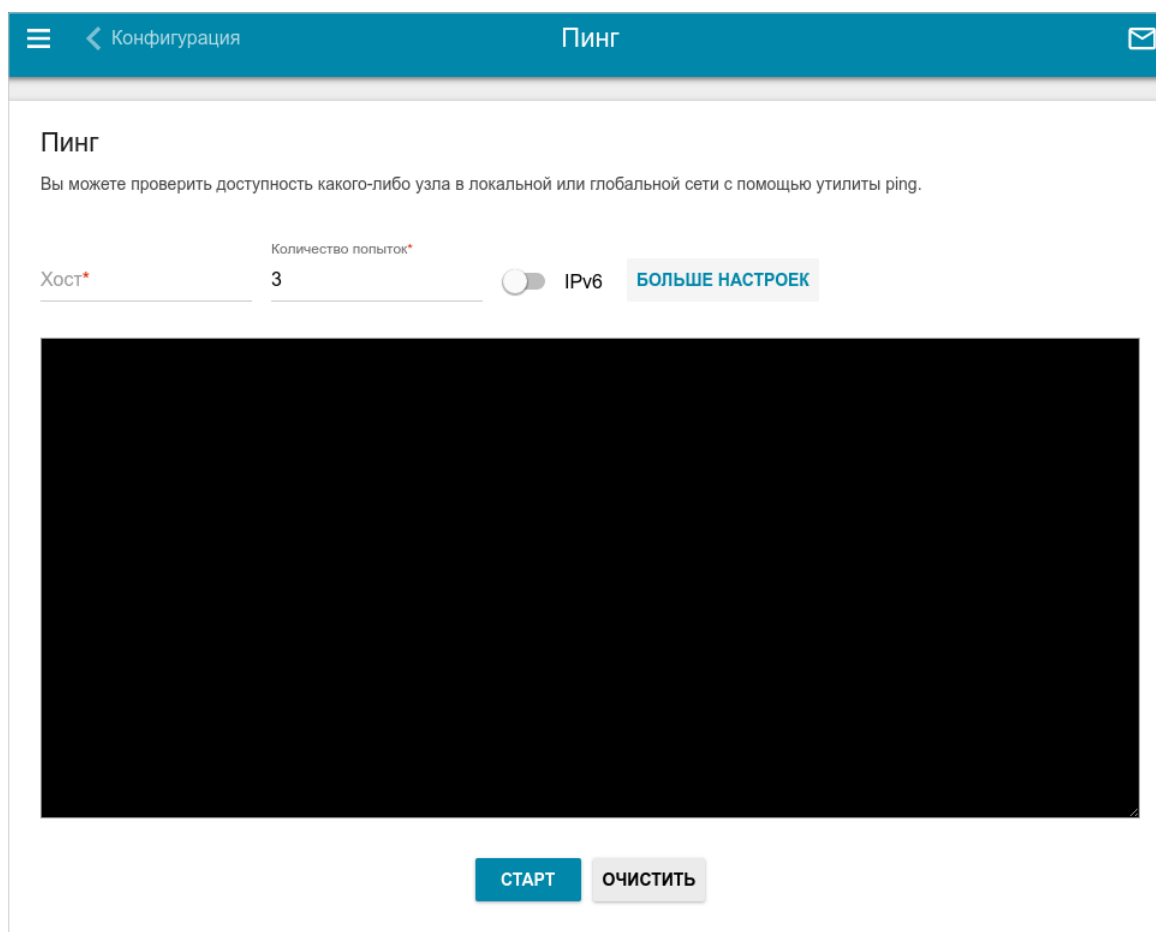 Конфигурация
Пинг
Пинг
Вы можете проверить доступность какого-либо узла в локальной или глобальной сети с помощью утилиты ping.
Количество попыток*
Хост*
3
IPv6
БОЛЬШЕ НАСТРОЕК
СТАРТ
ОЧИСТИТЬ